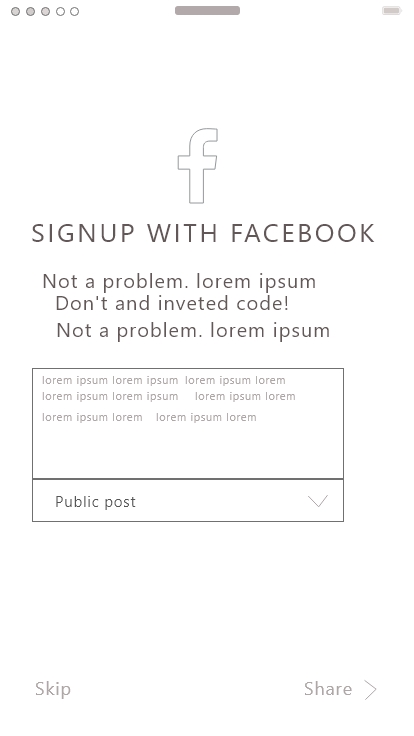 SIGNUP WITH FACEBOOK
Not a problem. lorem ipsum
Don't and inveted code!
Not a problem. lorem ipsum
lorem ipsum lorem ipsum lorem ipsum lorem
lorem ipsum lorem ipsum lorem ipsum lorem
lorem ipsum lorem ipsum lorem
Public post
Skip Share